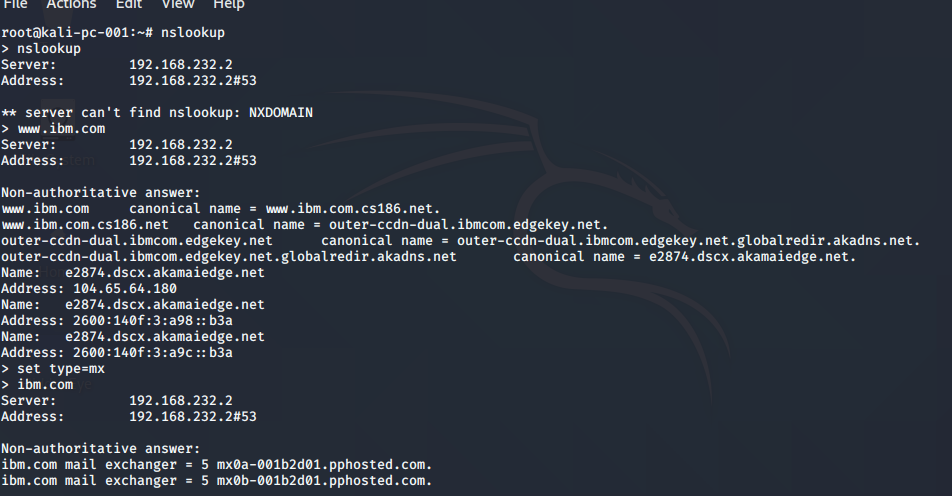 File Actions Edit View Help
root@kali-pc-001:~# nslookup
> nslookup
Server: 192.168.232.2
Address: 192.168.232.2#53
** server can't find nslookup: NXDOMAIN
> www.ibm.com
Server: 192.168.232.2
Address: 192.168.232.2#53
Non-authoritative answer:
www.ibm.com canonical name = www.ibm.com.cs186.net.
www.ibm.com.cs186.net canonical name = outer-ccdn-dual.ibmcom.edgekey.net.
outer-ccdn-dual.ibmcom.edgekey.net canonical name = outer-ccdn-dual.ibmcom.edgekey.net.globalredir.akadns.net.
outer-ccdn-dual.ibmcom.edgekey.net.globalredir.akadns.net canonical name = e2874.dscx.akamaiedge.net.
Name: e2874.dscx.akamaiedge.net
Address: 104.65.64.180
Name: e2874.dscx.akamaiedge.net
Address: 2600:140f:3:a98::b3a
Name: e2874.dscx.akamaiedge.net
Address: 2600:140f:3:a9c::b3a
> set type=mx
> ibm.com
Server: 192.168.232.2
Address: 192.168.232.2#53
Non-authoritative answer:
ibm.com mail exchanger = 5 mx0a-001b2d01.pphosted.com.
ibm.com mail exchanger = 5 mx0b-001b2d01.pphosted.com.